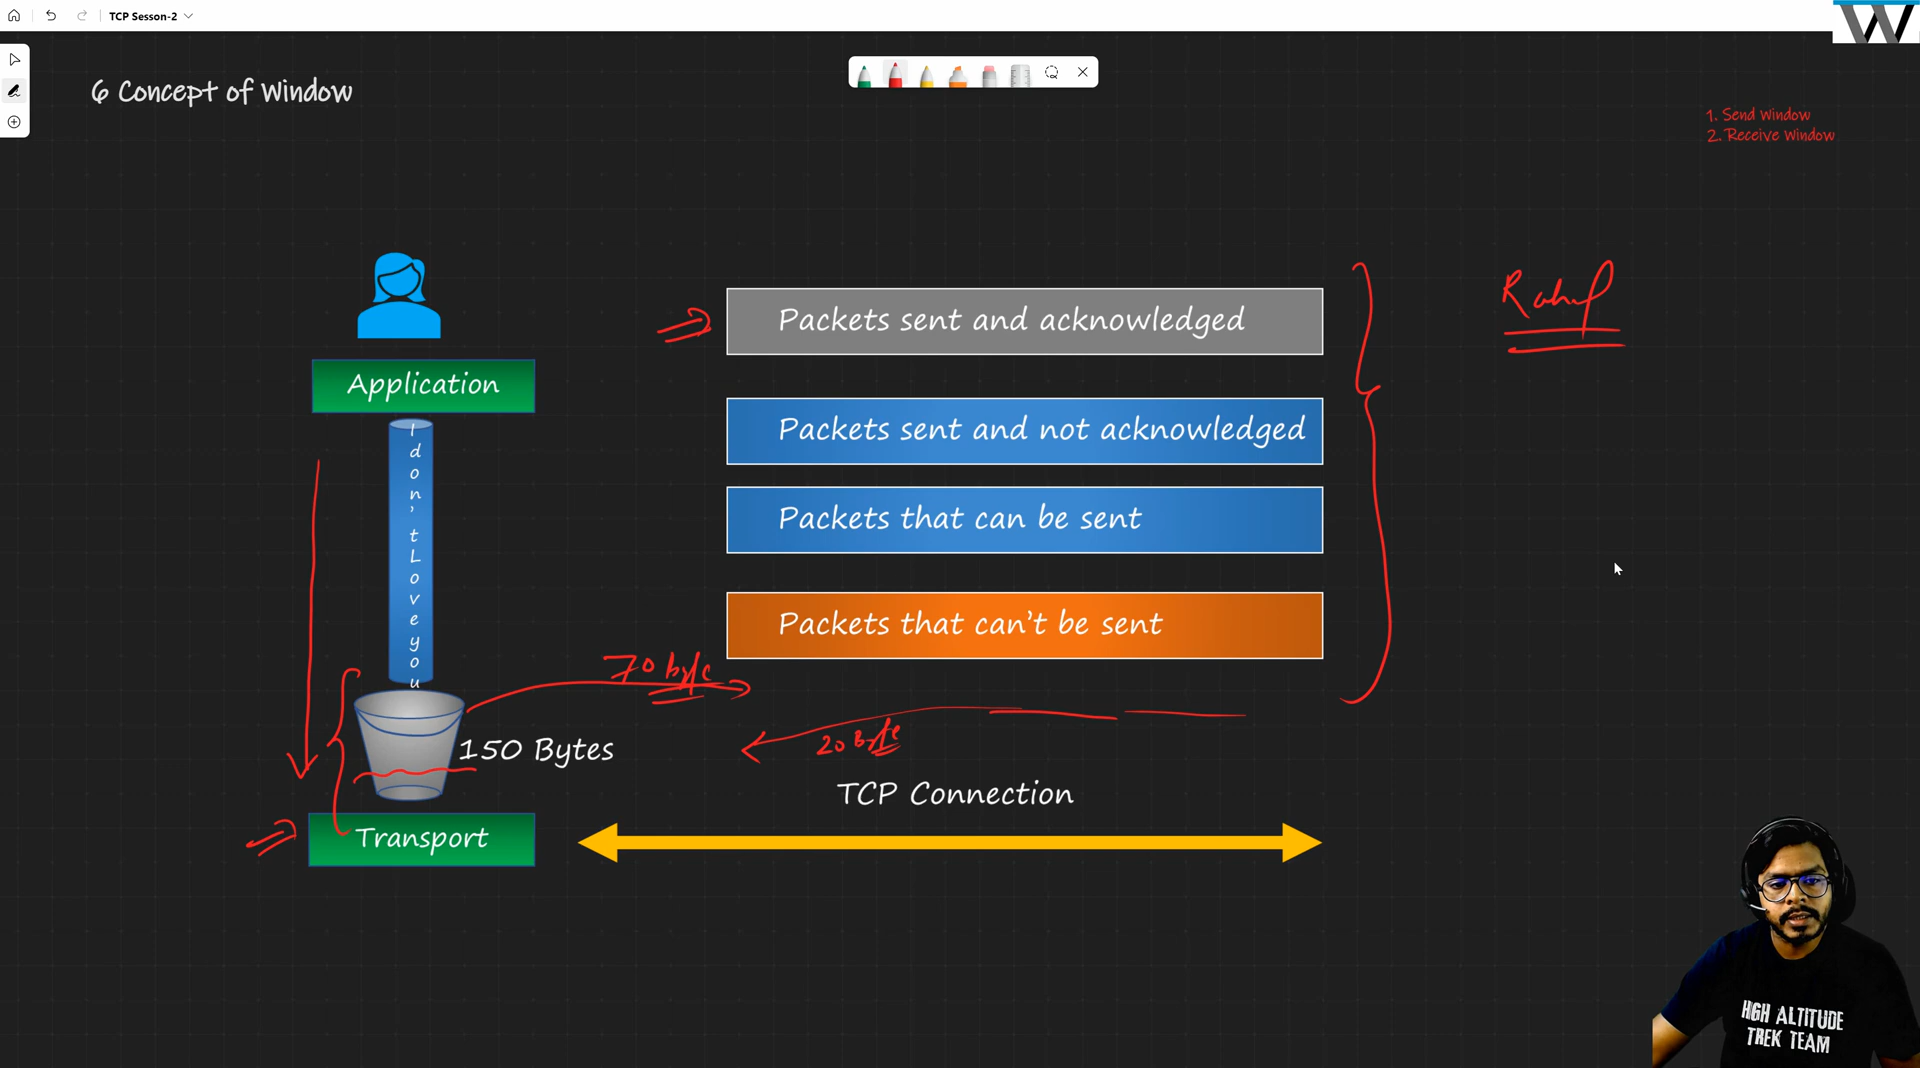 TCP Sesson-2
W
6 Concept of Window
1. Send Window
2. Receive Window
Rahul
Packets sent and acknowledged
Application
Packets sent and not acknowledged
I don't Love you
Packets that can be sent
Packets that can't be sent
70 byte
150 Bytes
20 Byte
TCP Connection
Transport
HIGH ALTITUDE
TREK TEAM